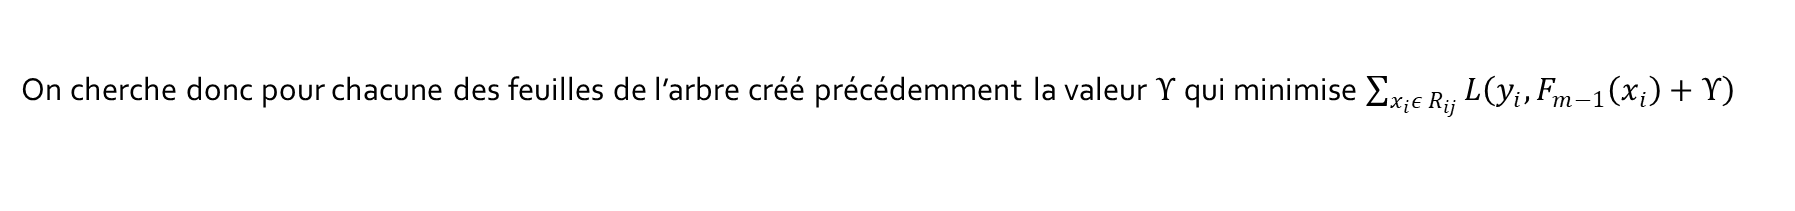 On cherche donc pour chacune des feuilles de l’arbre créé précédemment la valeur ϒ qui minimise ∑_{x_i ϵ R_{ij}} L(y_i, F_{m−1}(x_i) + ϒ)